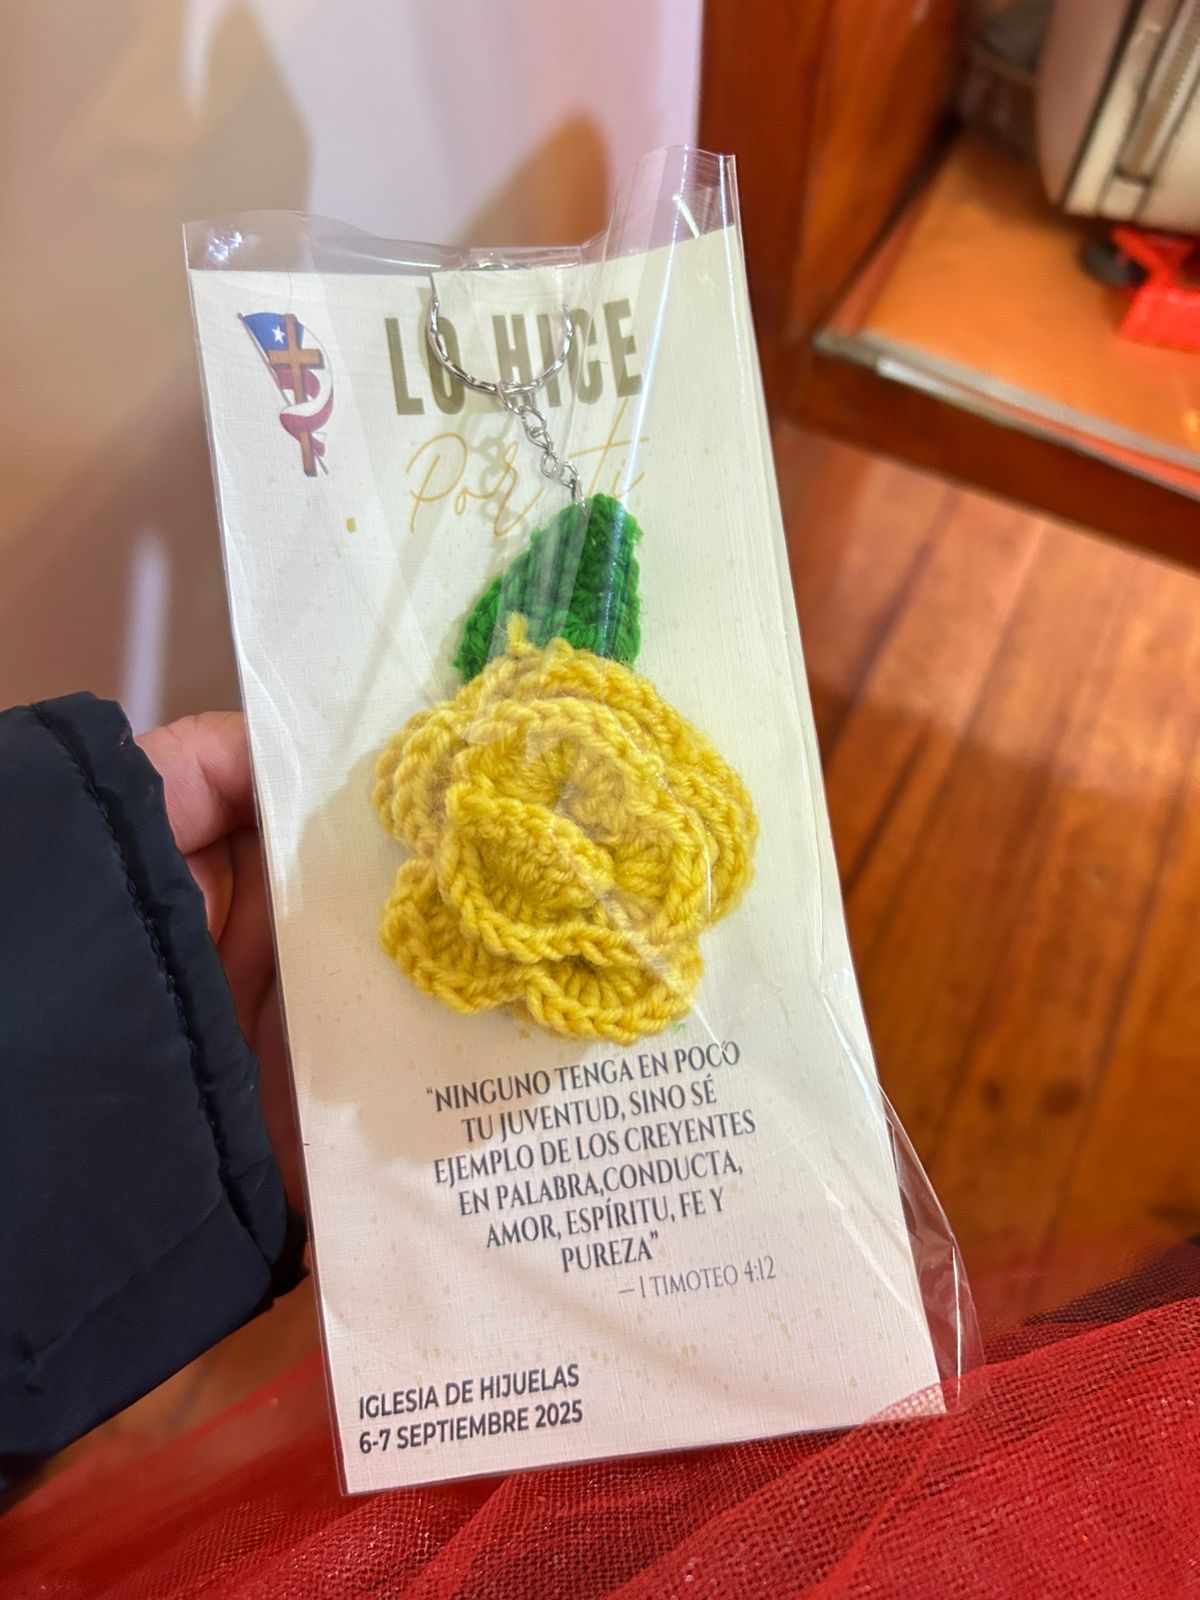 LO HICE
Por ti
“NINGUNO TENGA EN POCO
TU JUVENTUD, SINO SÉ
EJEMPLO DE LOS CREYENTES
EN PALABRA,CONDUCTA,
AMOR, ESPÍRITU, FE Y
PUREZA”
— 1 TIMOTEO 4:12
IGLESIA DE HIJUELAS
6-7 SEPTIEMBRE 2025